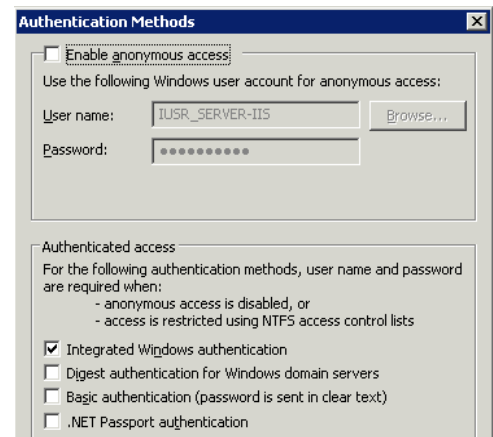 Authentication Methods
Enable anonymous access
Use the following Windows user account for anonymous access:
User name: IUSR_SERVER-IIS Browse...
Password: ●●●●●●●●●●
Authenticated access
For the following authentication methods, user name and password
are required when:
- anonymous access is disabled, or
- access is restricted using NTFS access control lists
Integrated Windows authentication
Digest authentication for Windows domain servers
Basic authentication (password is sent in clear text)
.NET Passport authentication